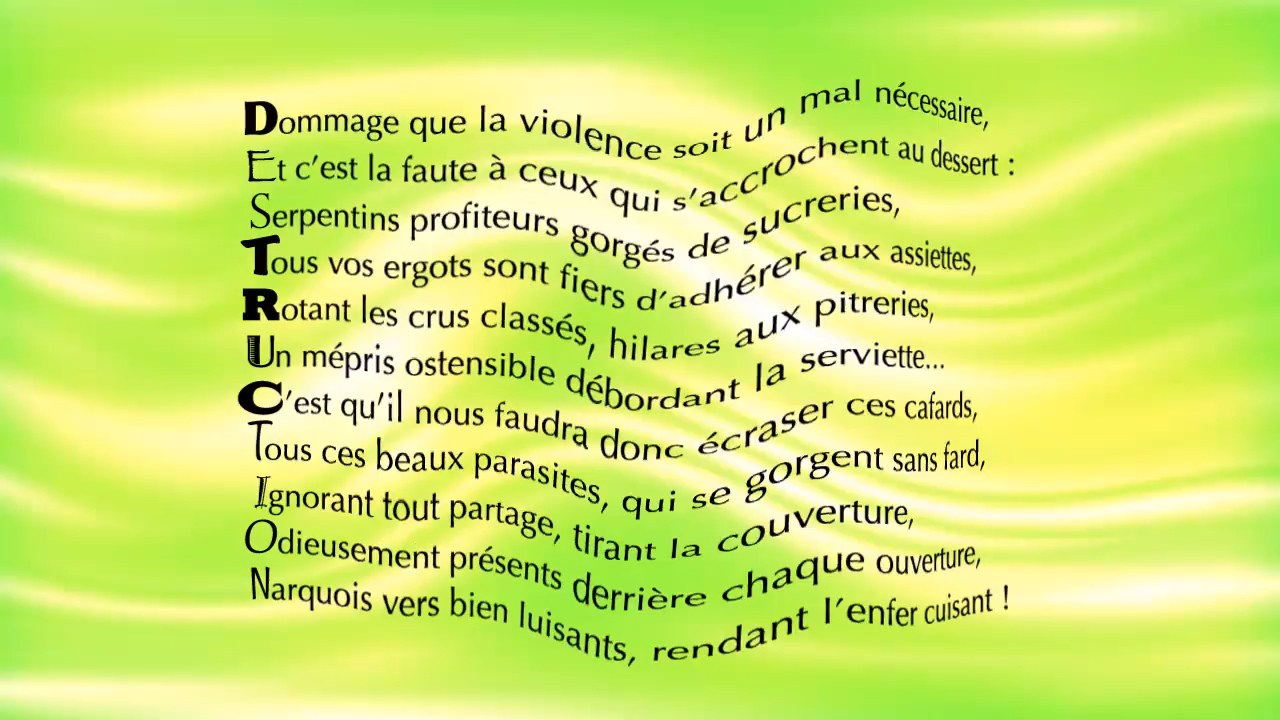 Dommage que la violence soit un mal nécessaire,
Et c'est la faute à ceux qui s'accrochent au dessert :
Serpentins profiteurs gorgés de sucreries,
Tous vos ergots sont fiers d'adhérer aux assiettes,
Rotant les crus classés, hilares aux pitreries,
Un mépris ostensible débordant la serviette...
C'est qu'il nous faudra donc écraser ces cafards,
Tous ces beaux parasites, qui se gorgent sans fard,
Ignorant tout partage, tirant la couverture,
Odieusement présents derrière chaque ouverture,
Narquois vers bien luisants, rendant l'enfer cuisant !